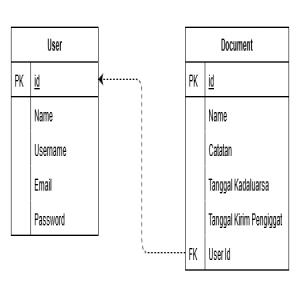 User
PK id
Name
Username
Email
Password
Document
PK id
Name
Catatan
Tanggal Kadaluarsa
Tanggal Kirim Pengiggat
FK User Id